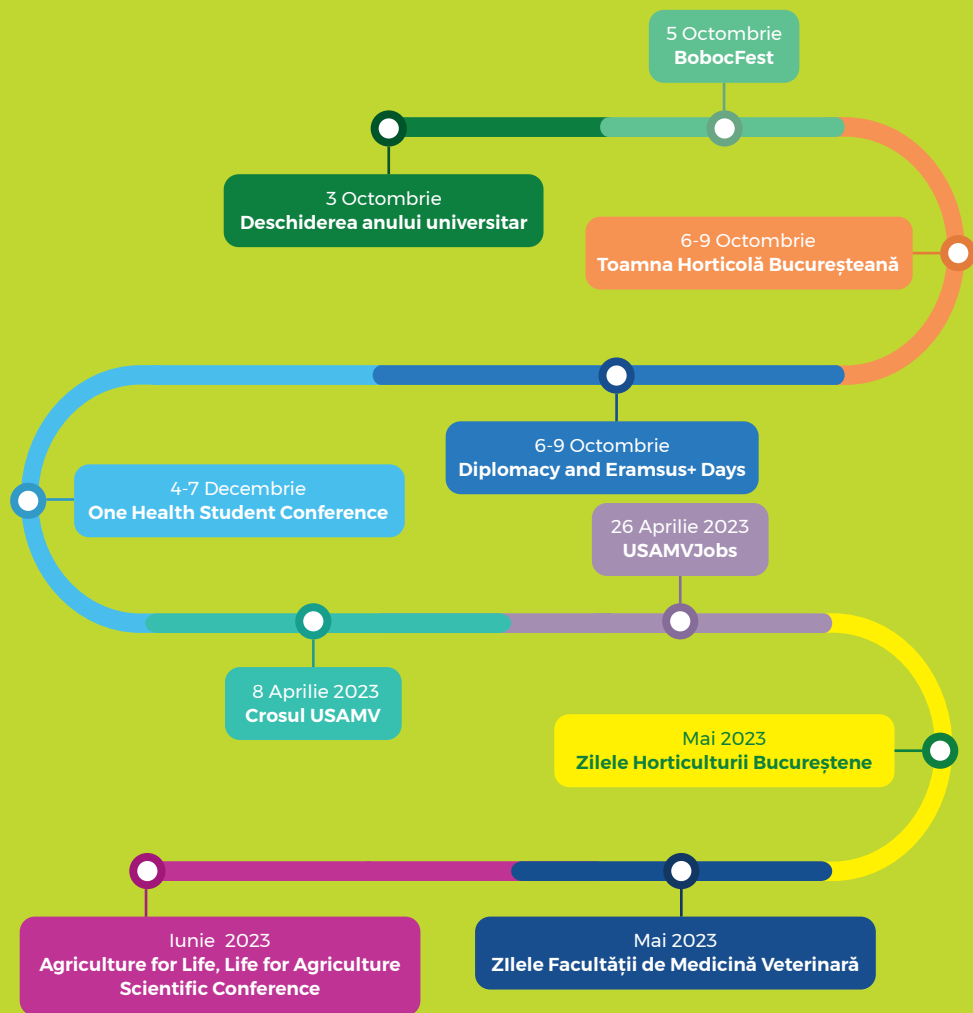 5 Octombrie
BobocFest
3 Octombrie
Deschiderea anului universitar
6-9 Octombrie
Toamna Horticolă Bucureșteană
6-9 Octombrie
Diplomacy and Eramsus+ Days
4-7 Decembrie
One Health Student Conference
26 Aprilie 2023
USAMVJobs
8 Aprilie 2023
Crosul USAMV
Mai 2023
Zilele Horticulturii Bucureștene
Mai 2023
ZIlele Facultății de Medicină Veterinară
Iunie 2023
Agriculture for Life, Life for Agriculture
Scientific Conference